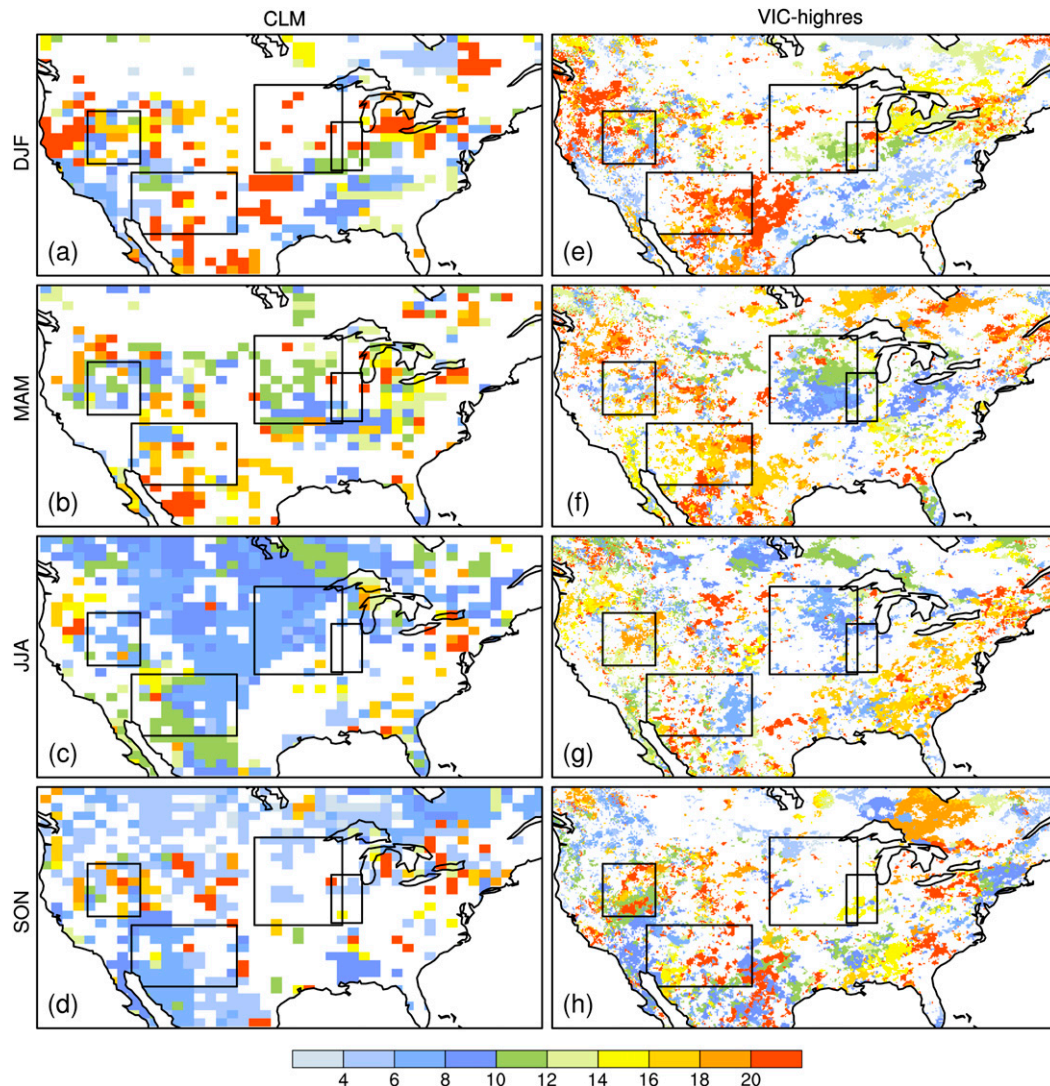 CLM VIC-highres
DJF
(a) (e)
MAM
(b) (f)
JJA
(c) (g)
SON
(d) (h)
4 6 8 10 12 14 16 18 20